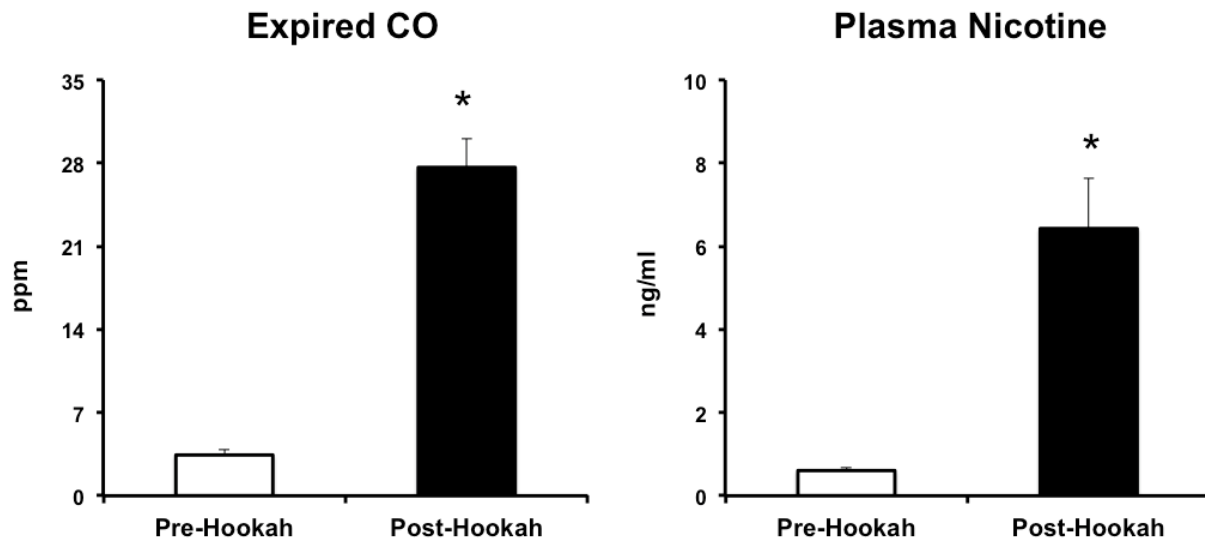 Expired CO
35
28
21
14
7
0
ppm
*
Pre-Hookah
Post-Hookah
Plasma Nicotine
10
8
6
4
2
0
ng/ml
*
Pre-Hookah
Post-Hookah